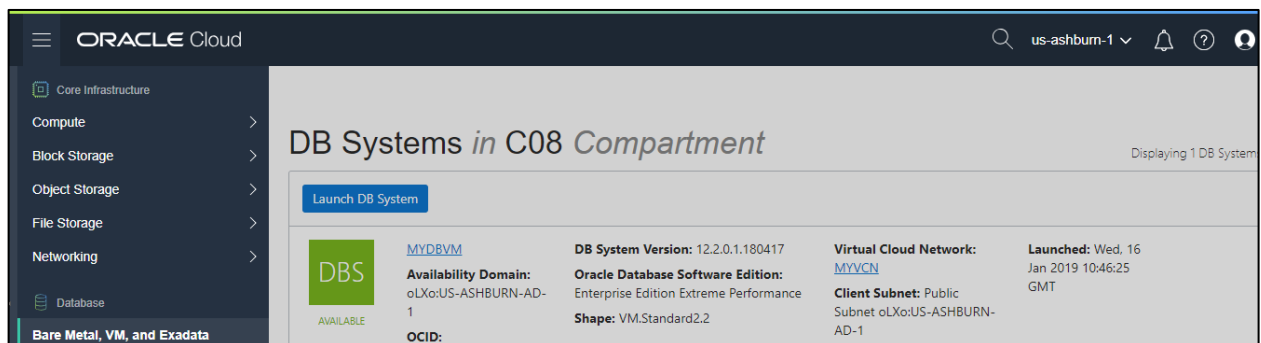 ORACLE Cloud
us-ashburn-1
Core Infrastructure
Compute
Block Storage
Object Storage
File Storage
Networking
Database
Bare Metal, VM, and Exadata
DB Systems in C08 Compartment
Displaying 1 DB System
Launch DB System
DBS
AVAILABLE
MYDBVM
Availability Domain:
oLXo:US-ASHBURN-AD-
1
OCID:
DB System Version: 12.2.0.1.180417
Oracle Database Software Edition:
Enterprise Edition Extreme Performance
Shape: VM.Standard2.2
Virtual Cloud Network:
MYVCN
Client Subnet: Public
Subnet oLXo:US-ASHBURN-
AD-1
Launched: Wed, 16
Jan 2019 10:46:25
GMT